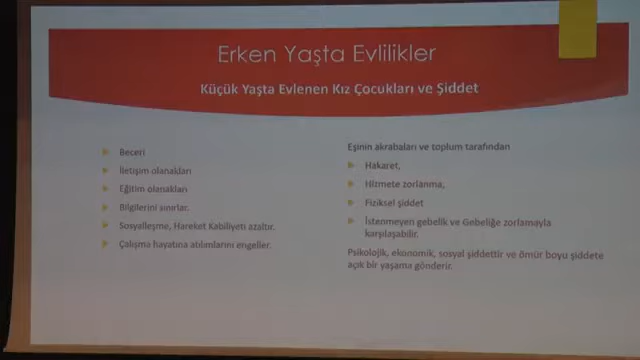 Erken Yaşta Evlilikler
Küçük Yaşta Evlenen Kız Çocukları ve Şiddet
Beceri
İletişim olanakları
Eğitim olanakları
Bilgilerini sınırlar.
Sosyalleşme, Hareket Kabiliyeti azaltır.
Çalışma hayatına atılımlarını engeller.
Eşinin akrabaları ve toplum tarafından
Hakaret,
Hizmete zorlanma,
Fiziksel şiddet
İstenmeyen gebelik ve Gebeliğe zorlamayla
karşılaşabilir.
Psikolojik, ekonomik, sosyal şiddettir ve ömür boyu şiddete
açık bir yaşama gönderir.